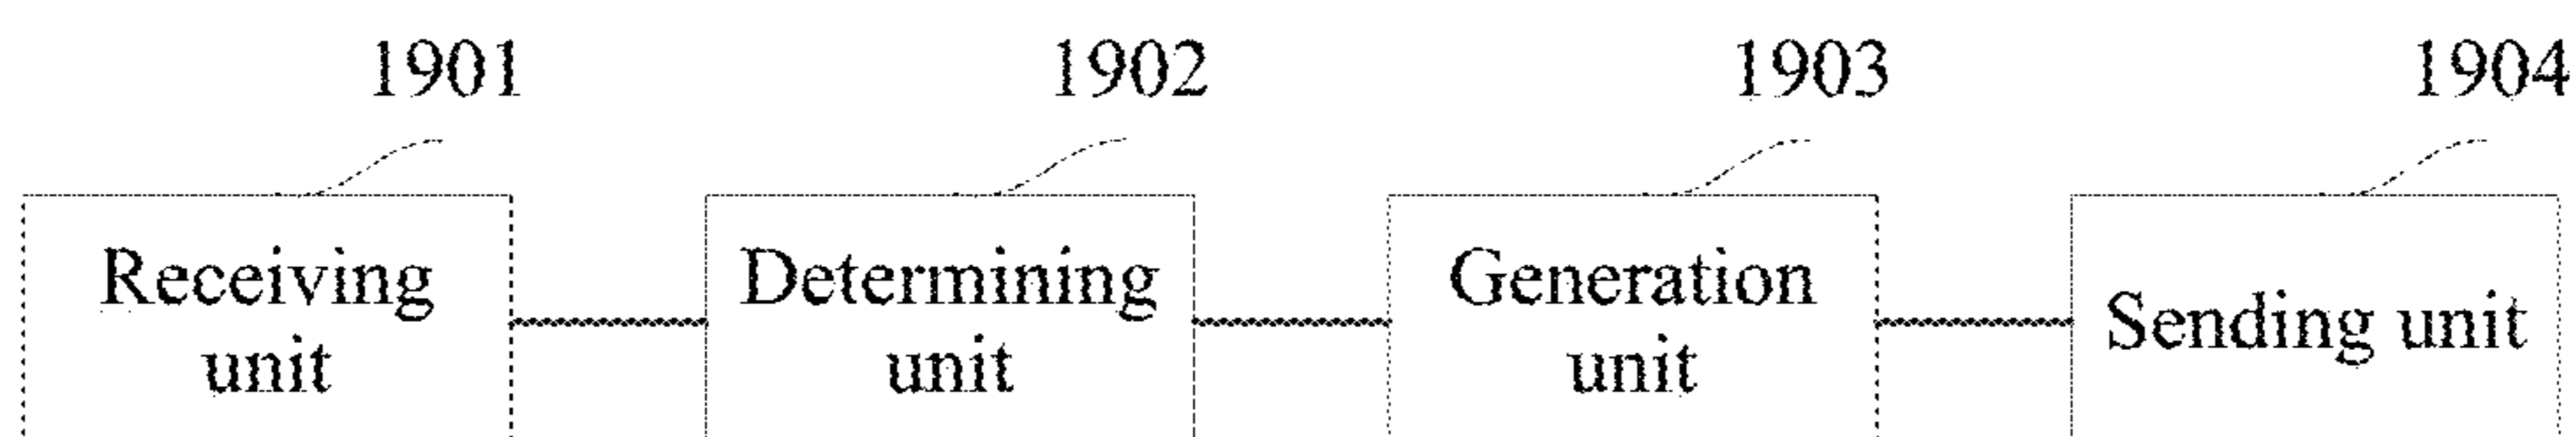 1901 1902 1903 1904
Receiving Determining Generation Sending unit
unit unit unit